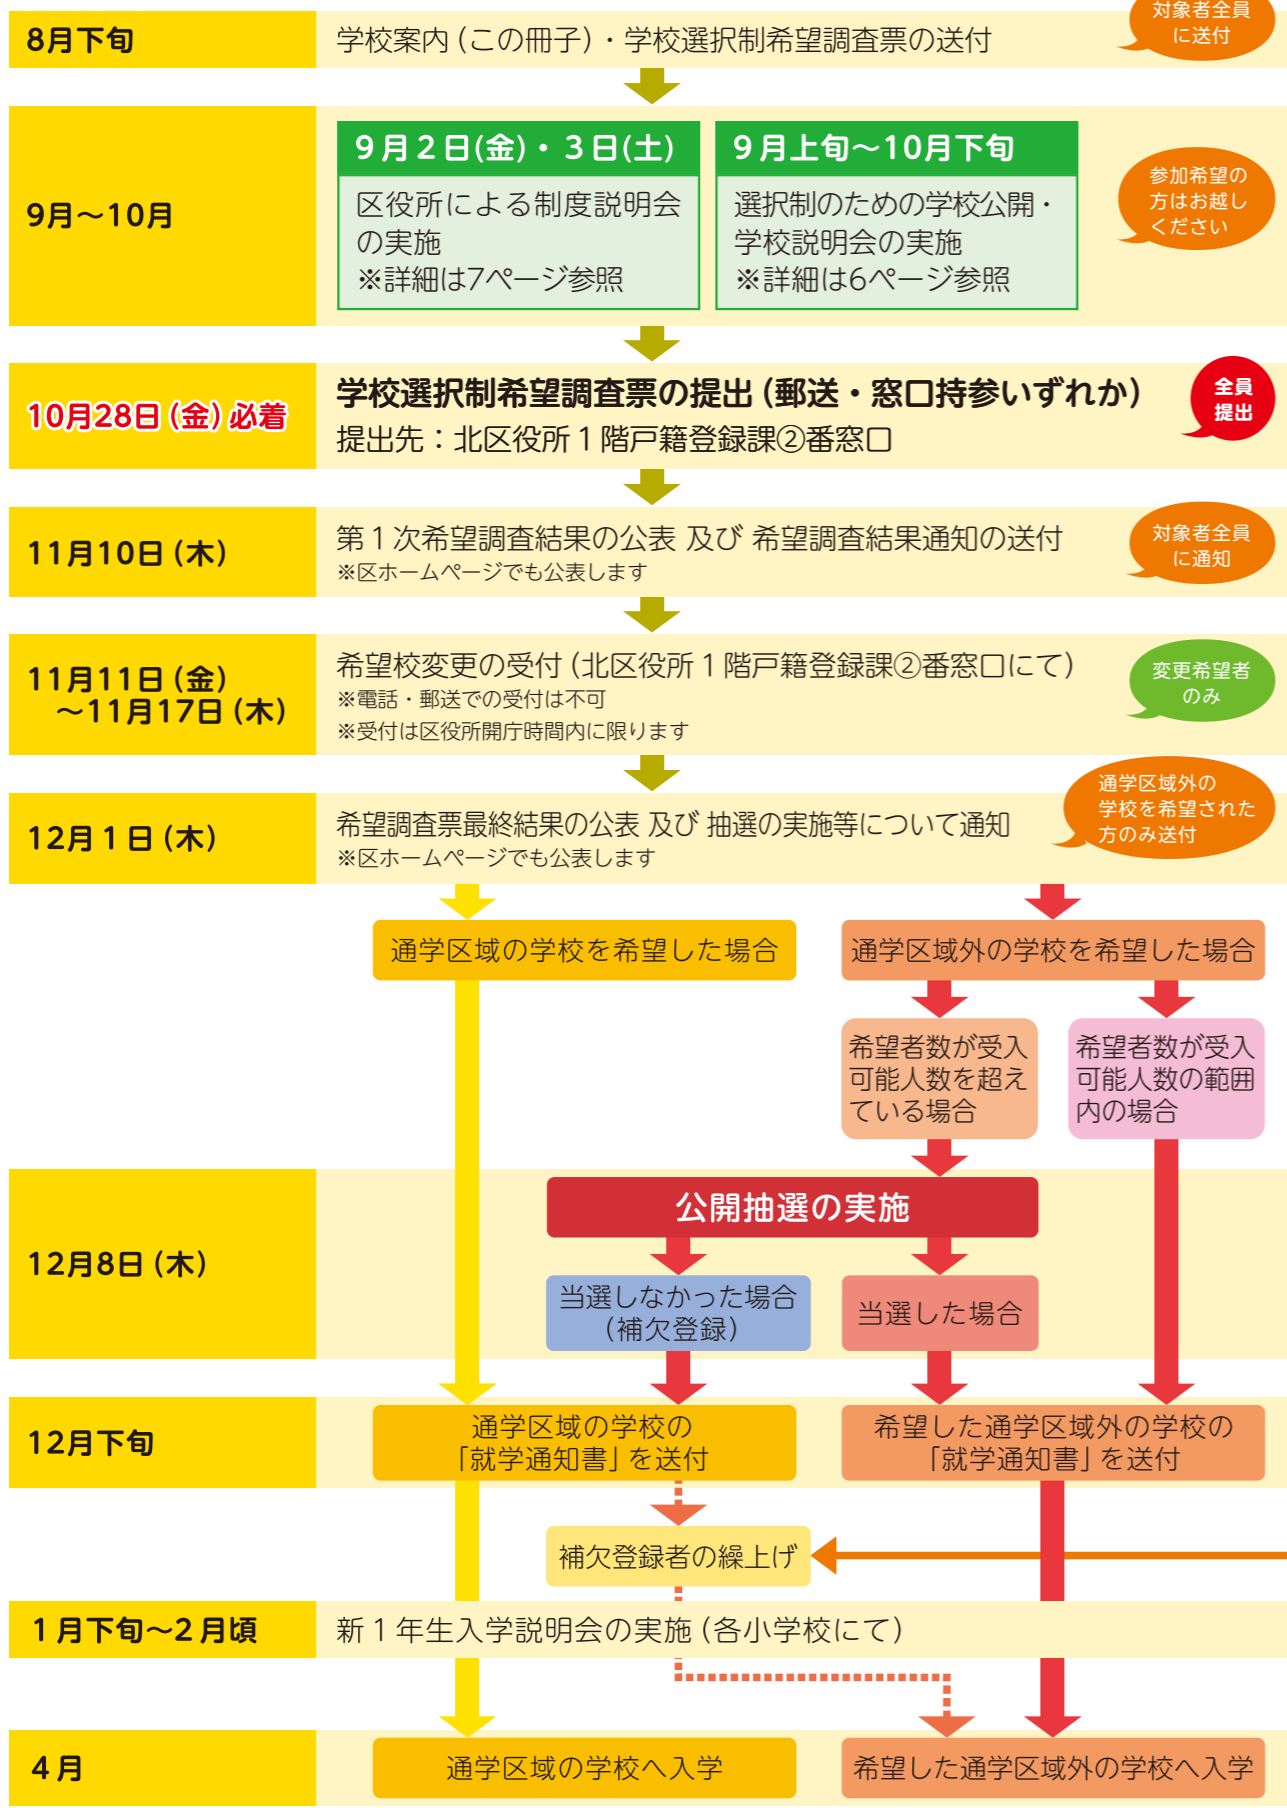 8月下旬
学校案内（この冊子）・学校選択制希望調査票の送付
対象者全員
に送付
9月～10月
9月2日(金)・3日(土)
区役所による制度説明会
の実施
※詳細は7ページ参照
9月上旬～10月下旬
選択制のための学校公開・
学校説明会の実施
※詳細は6ページ参照
参加希望の
方はお越し
ください
10月28日（金）必着
学校選択制希望調査票の提出（郵送・窓口持参いずれか）
提出先：北区役所１階戸籍登録課②番窓口
全員
提出
11月10日（木）
第１次希望調査結果の公表 及び 希望調査結果通知の送付
※区ホームページでも公表します
対象者全員
に通知
11月11日（金）
～11月17日（木）
希望校変更の受付（北区役所１階戸籍登録課②番窓口にて）
※電話・郵送での受付は不可
※受付は区役所開庁時間内に限ります
変更希望者
のみ
12月１日（木）
希望調査票最終結果の公表 及び 抽選の実施等について通知
※区ホームページでも公表します
通学区域外の
学校を希望された
方のみ送付
通学区域の学校を希望した場合
通学区域外の学校を希望した場合
希望者数が受入
可能人数を超え
ている場合
希望者数が受入
可能人数の範囲
内の場合
12月8日（木）
公開抽選の実施
当選しなかった場合
（補欠登録）
当選した場合
12月下旬
通学区域の学校の
「就学通知書」を送付
希望した通学区域外の学校の
「就学通知書」を送付
補欠登録者の繰上げ
１月下旬～2月頃
新１年生入学説明会の実施（各小学校にて）
4月
通学区域の学校へ入学
希望した通学区域外の学校へ入学